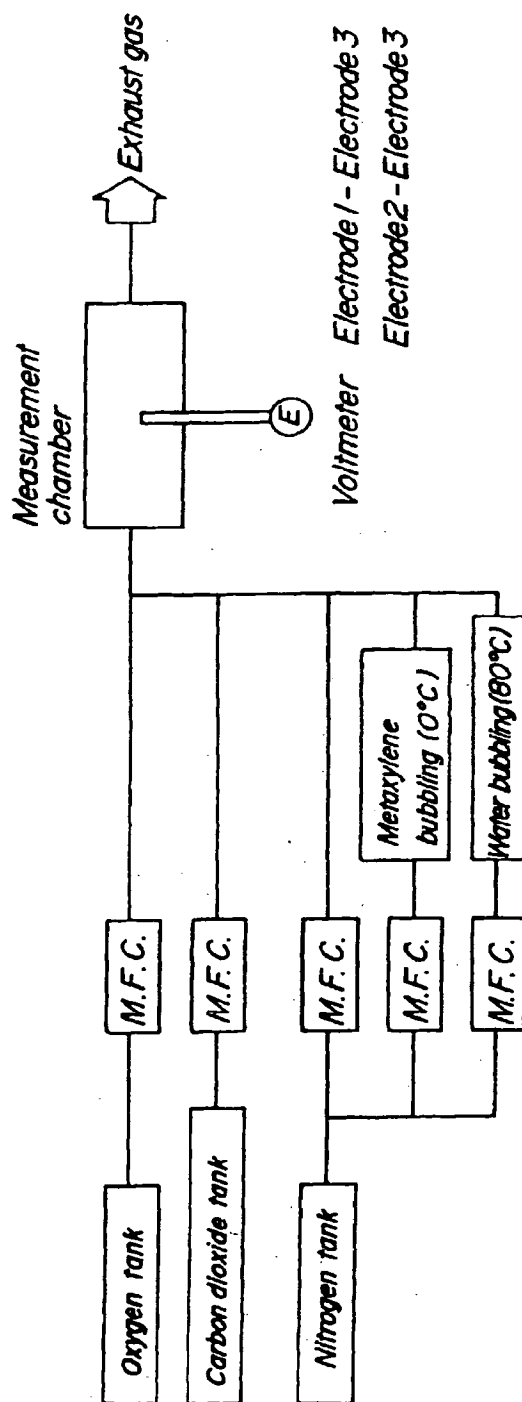 Oxygen tank
M.F.C.
Carbon dioxide tank
M.F.C.
Nitrogen tank
M.F.C.
M.F.C.
Metaxylene
bubbling (0°C)
M.F.C.
Water bubbling (80°C)
Measurement
chamber
E
Exhaust gas
Voltmeter Electrode 1 - Electrode 3
Electrode 2 - Electrode 3